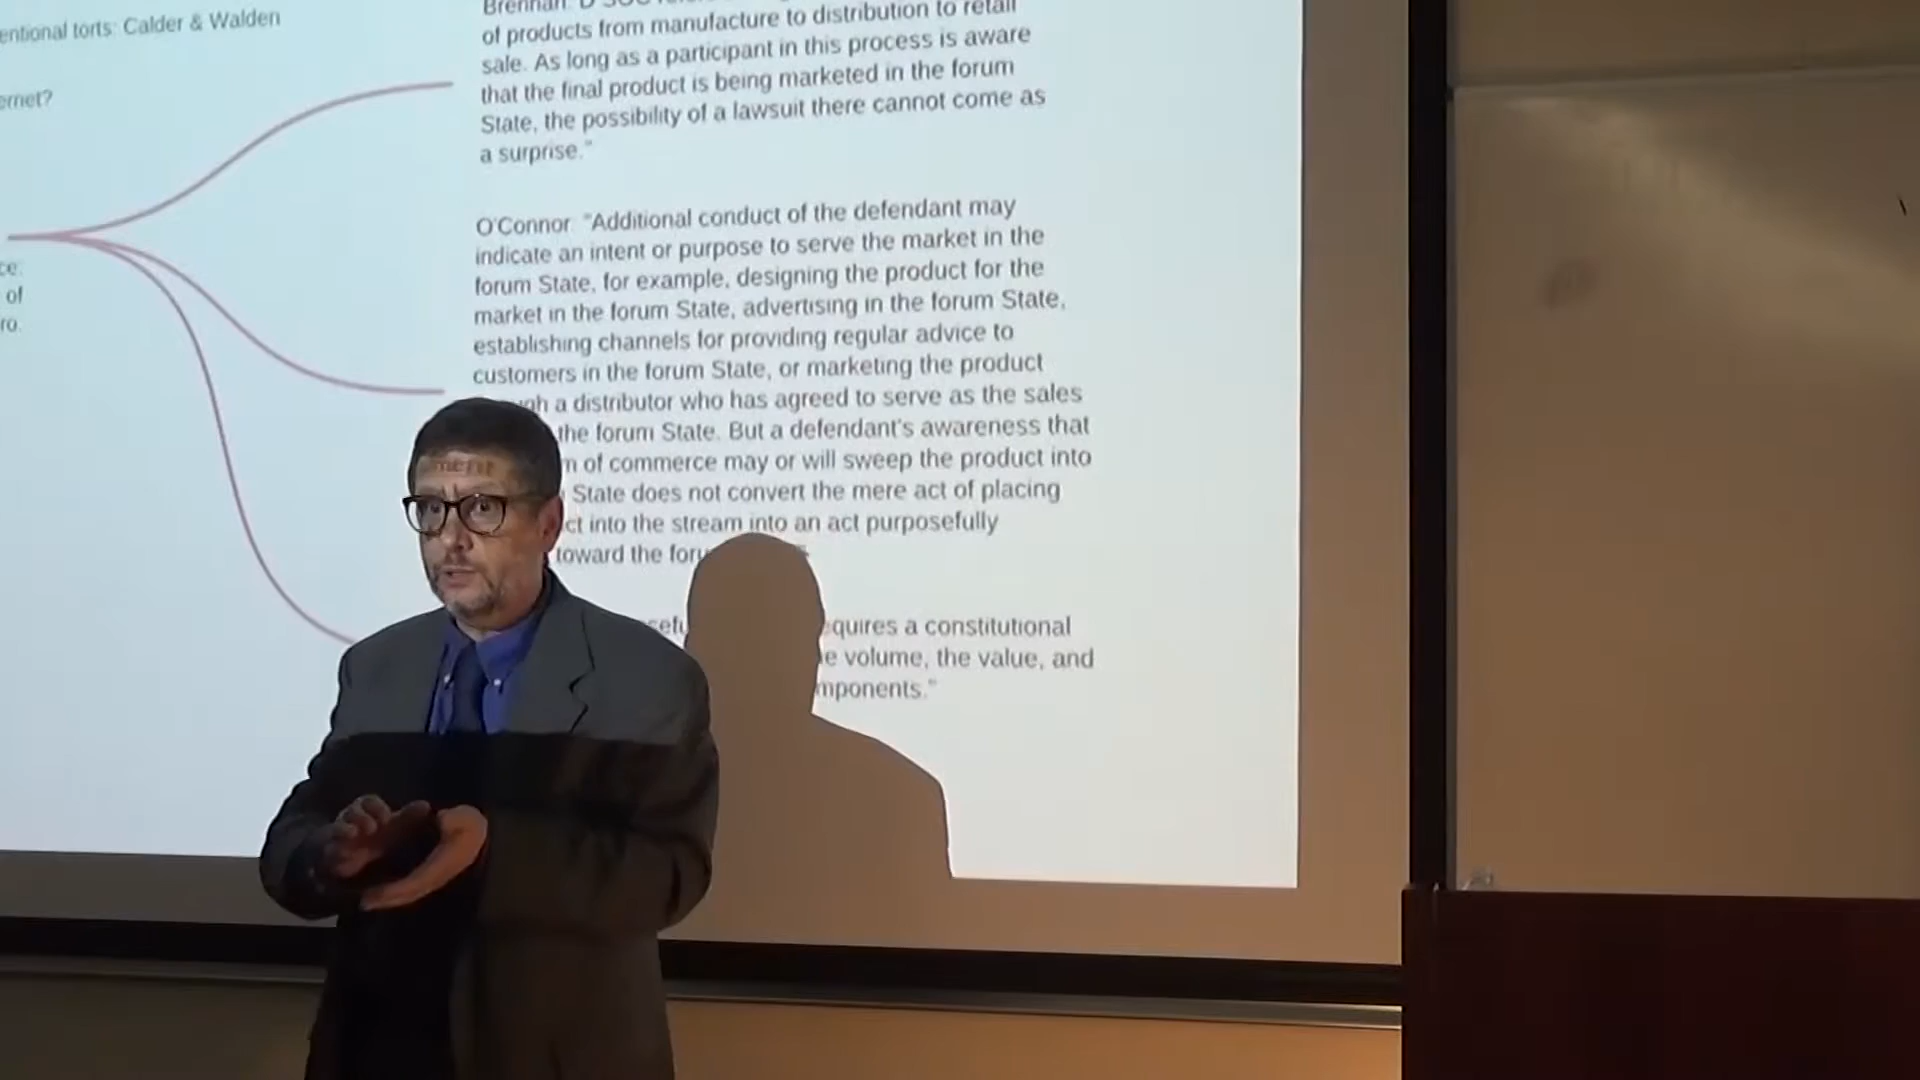 entional torts: Calder & Walden
ernet?
ce:
of
ro.
Brennan:
of products from manufacture to distribution to retail
sale. As long as a participant in this process is aware
that the final product is being marketed in the forum
State, the possibility of a lawsuit there cannot come as
a surprise."
O'Connor: "Additional conduct of the defendant may
indicate an intent or purpose to serve the market in the
forum State, for example, designing the product for the
market in the forum State, advertising in the forum State,
establishing channels for providing regular advice to
customers in the forum State, or marketing the product
gh a distributor who has agreed to serve as the sales
the forum State. But a defendant's awareness that
m of commerce may or will sweep the product into
State does not convert the mere act of placing
ct into the stream into an act purposefully
toward the foru
sefu equires a constitutional
e volume, the value, and
mponents."